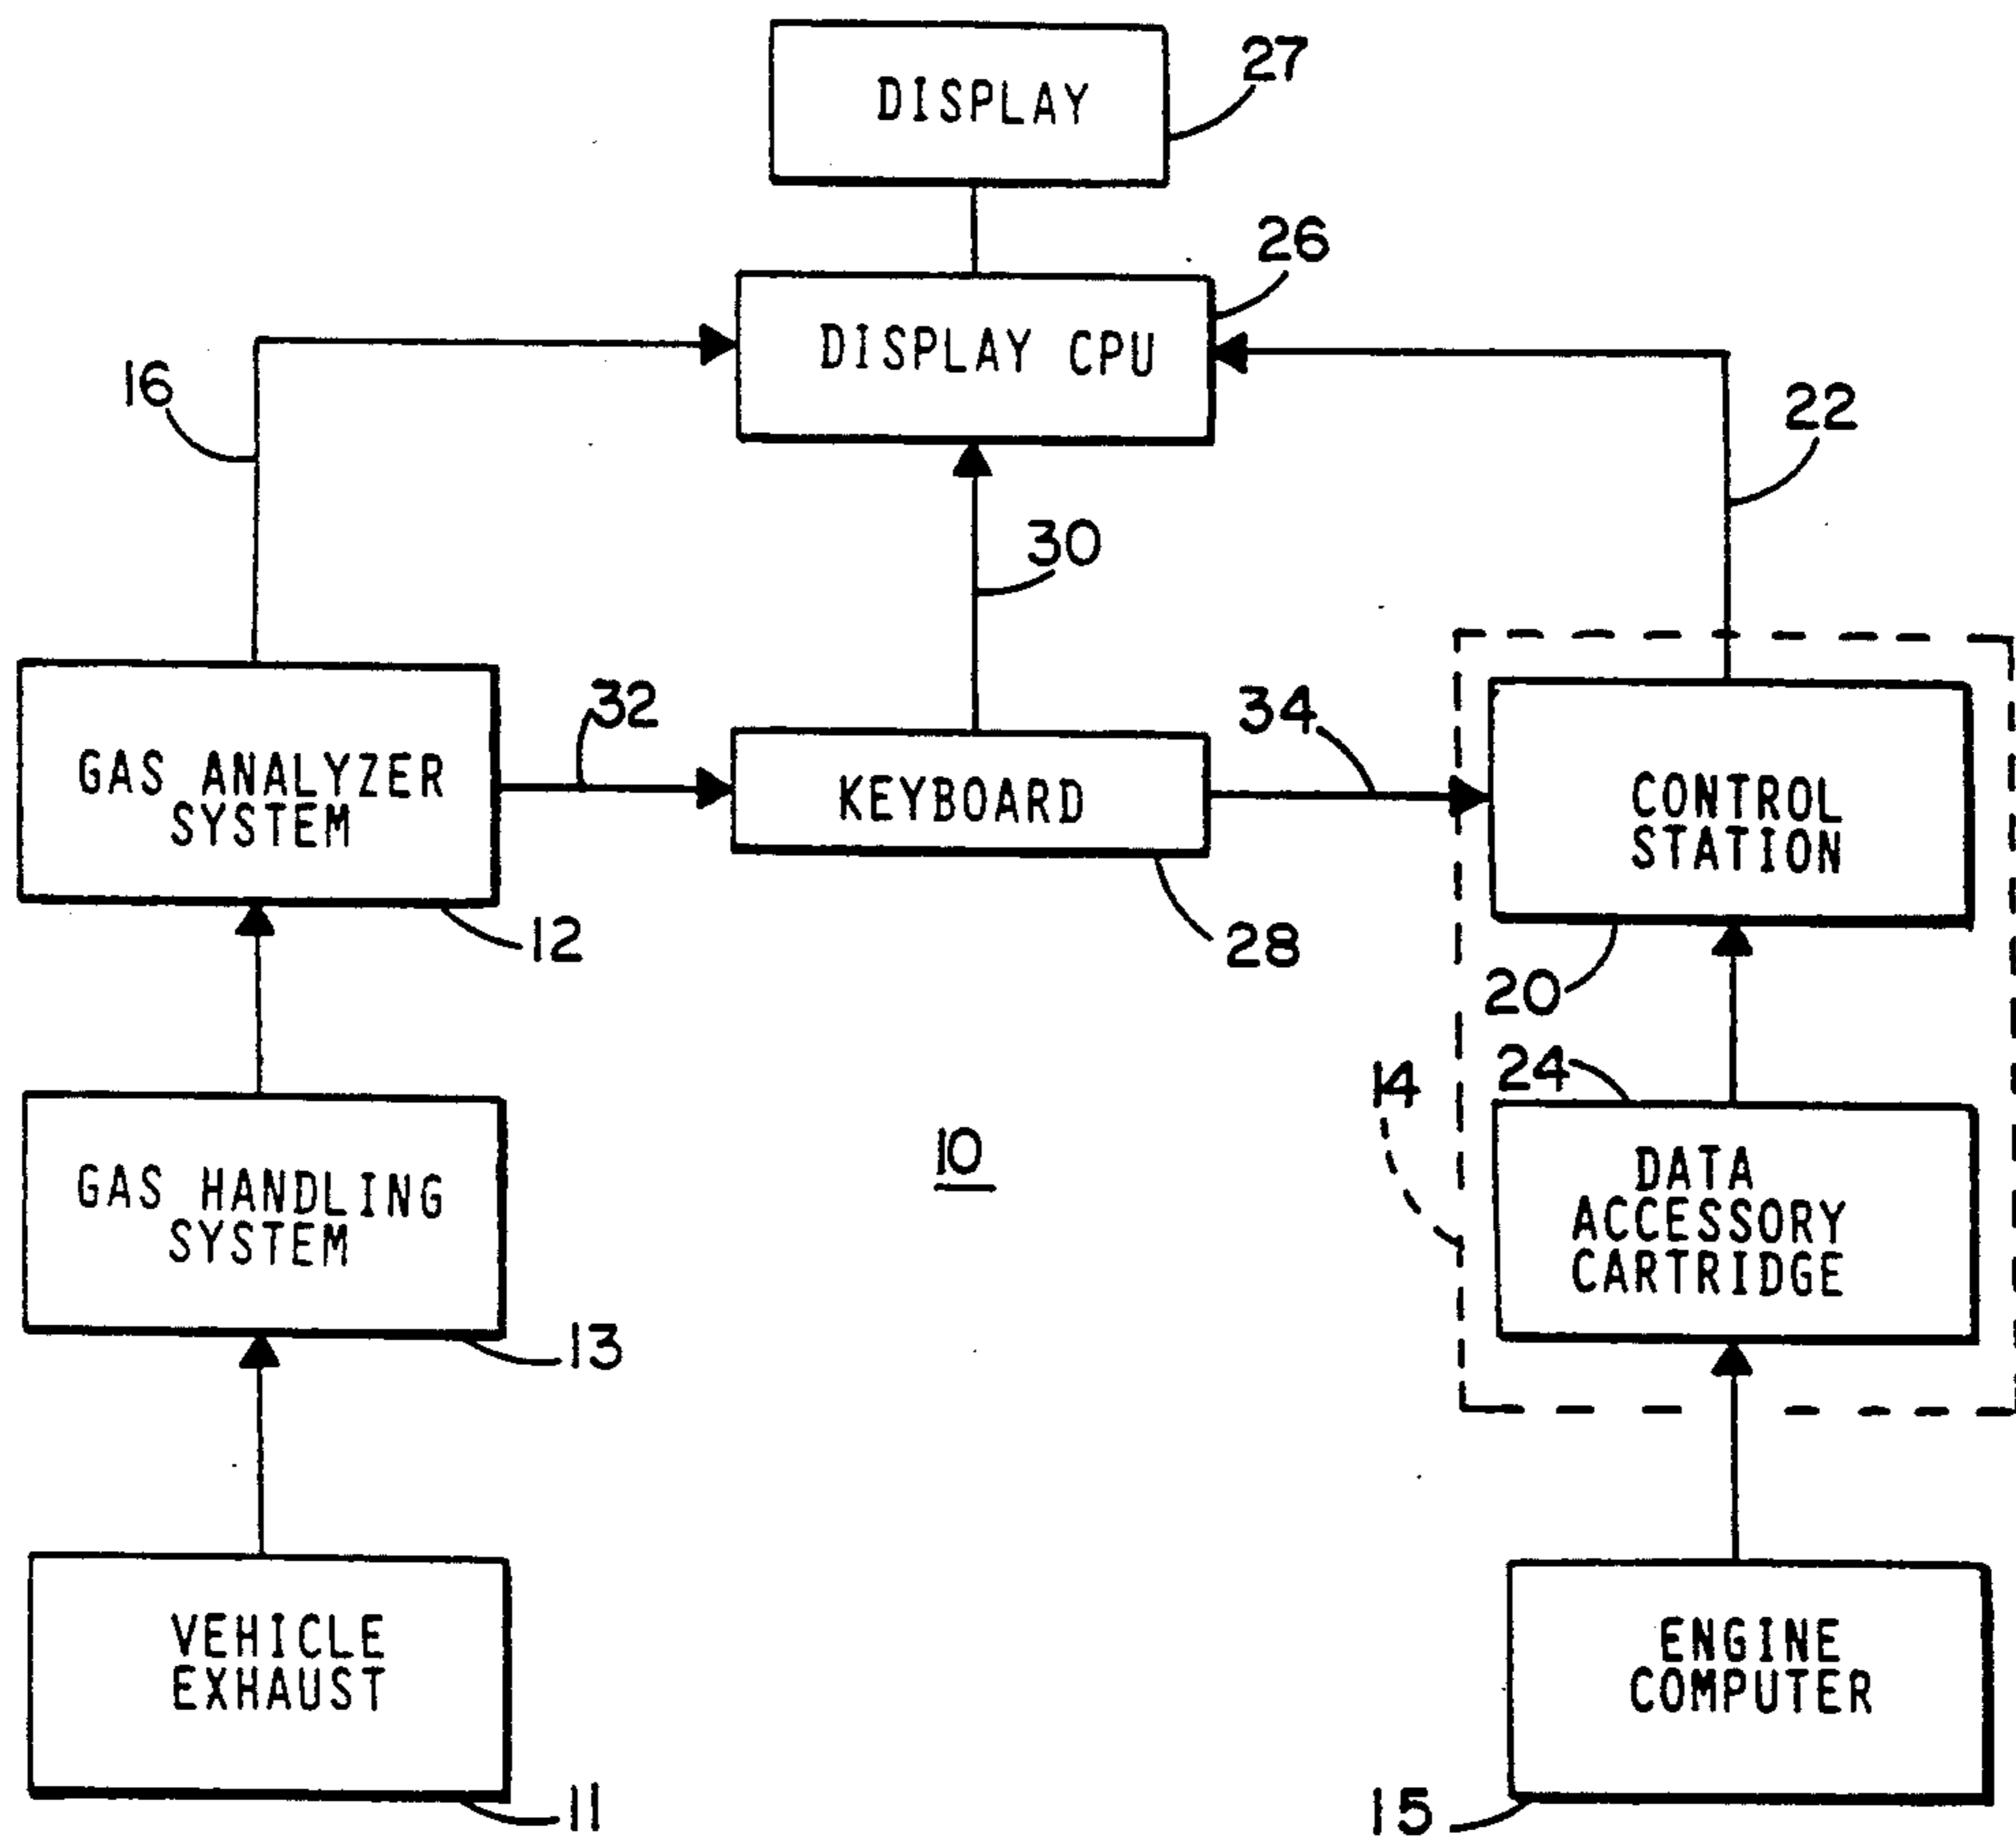 DISPLAY
27
DISPLAY CPU
26
16
22
30
GAS ANALYZER
SYSTEM
32
KEYBOARD
34
CONTROL
STATION
12
28
20
24
14
10
GAS HANDLING
SYSTEM
DATA
ACCESSORY
CARTRIDGE
13
VEHICLE
EXHAUST
ENGINE
COMPUTER
11
15